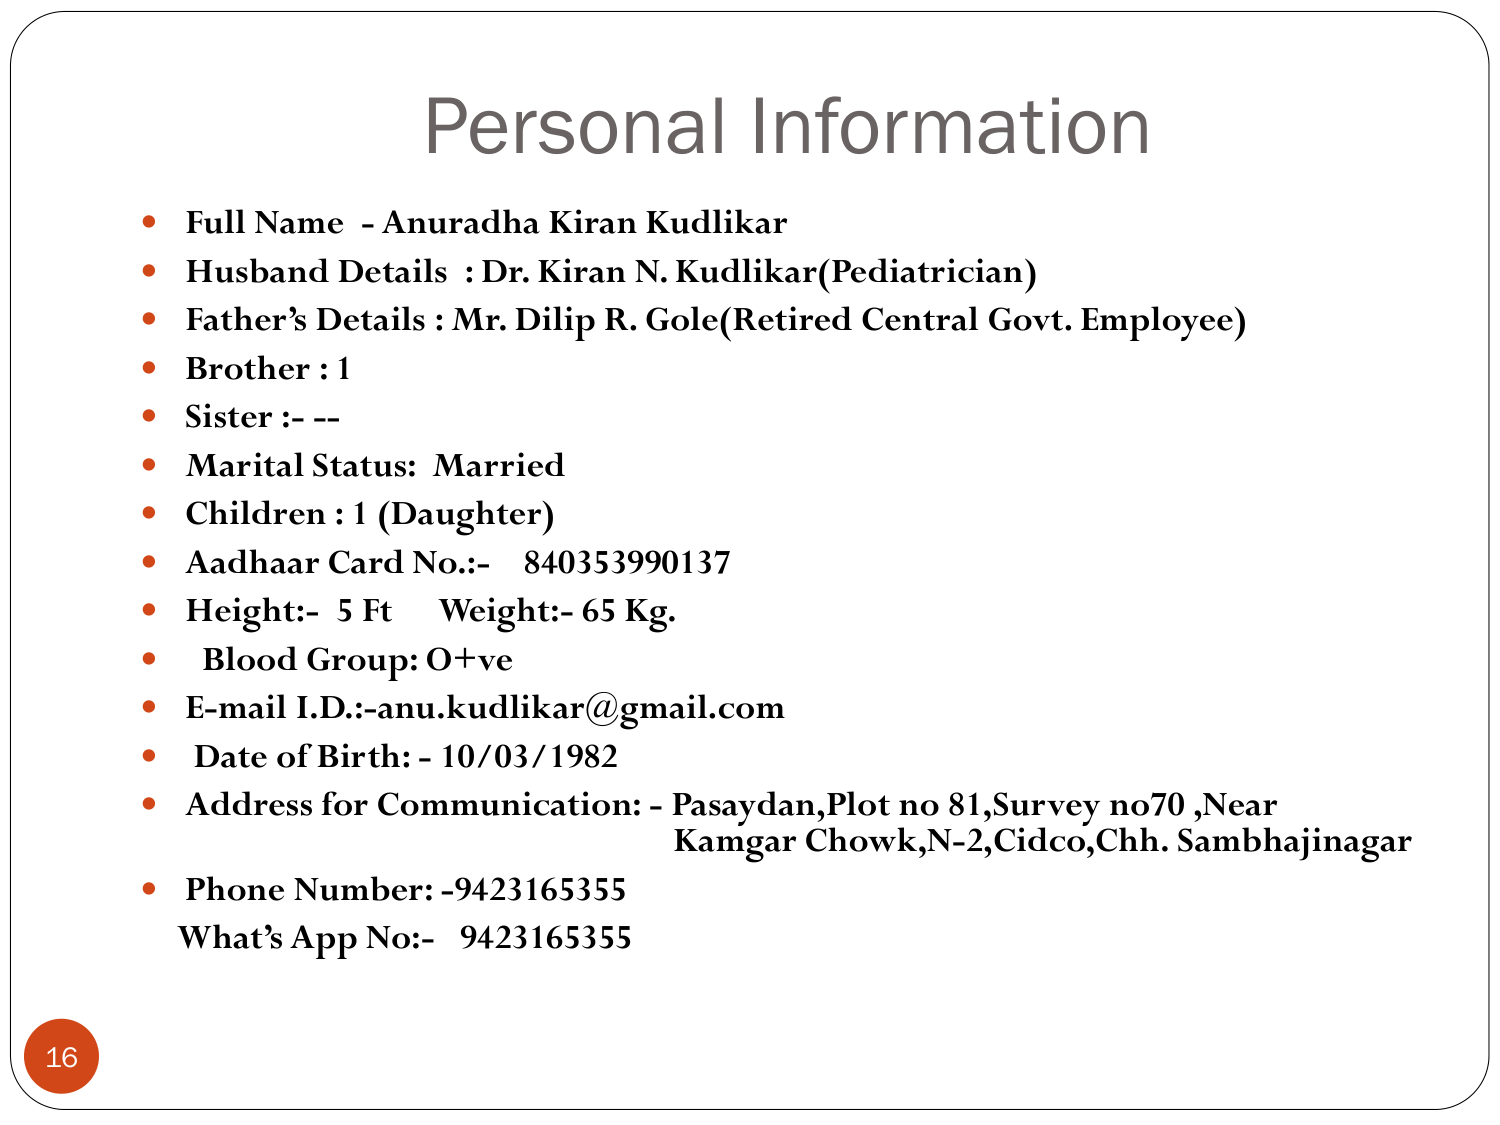 Personal Information
Full Name - Anuradha Kiran Kudlikar
Husband Details : Dr. Kiran N. Kudlikar(Pediatrician)
Father’s Details : Mr. Dilip R. Gole(Retired Central Govt. Employee)
Brother : 1
Sister :- --
Marital Status: Married
Children : 1 (Daughter)
Aadhaar Card No.:- 840353990137
Height:- 5 Ft Weight:- 65 Kg.
Blood Group: O+ve
E-mail I.D.:-anu.kudlikar@gmail.com
Date of Birth: - 10/03/1982
Address for Communication: - Pasaydan,Plot no 81,Survey no70 ,Near
Kamgar Chowk,N-2,Cidco,Chh. Sambhajinagar
Phone Number: -9423165355
What’s App No:- 9423165355
16